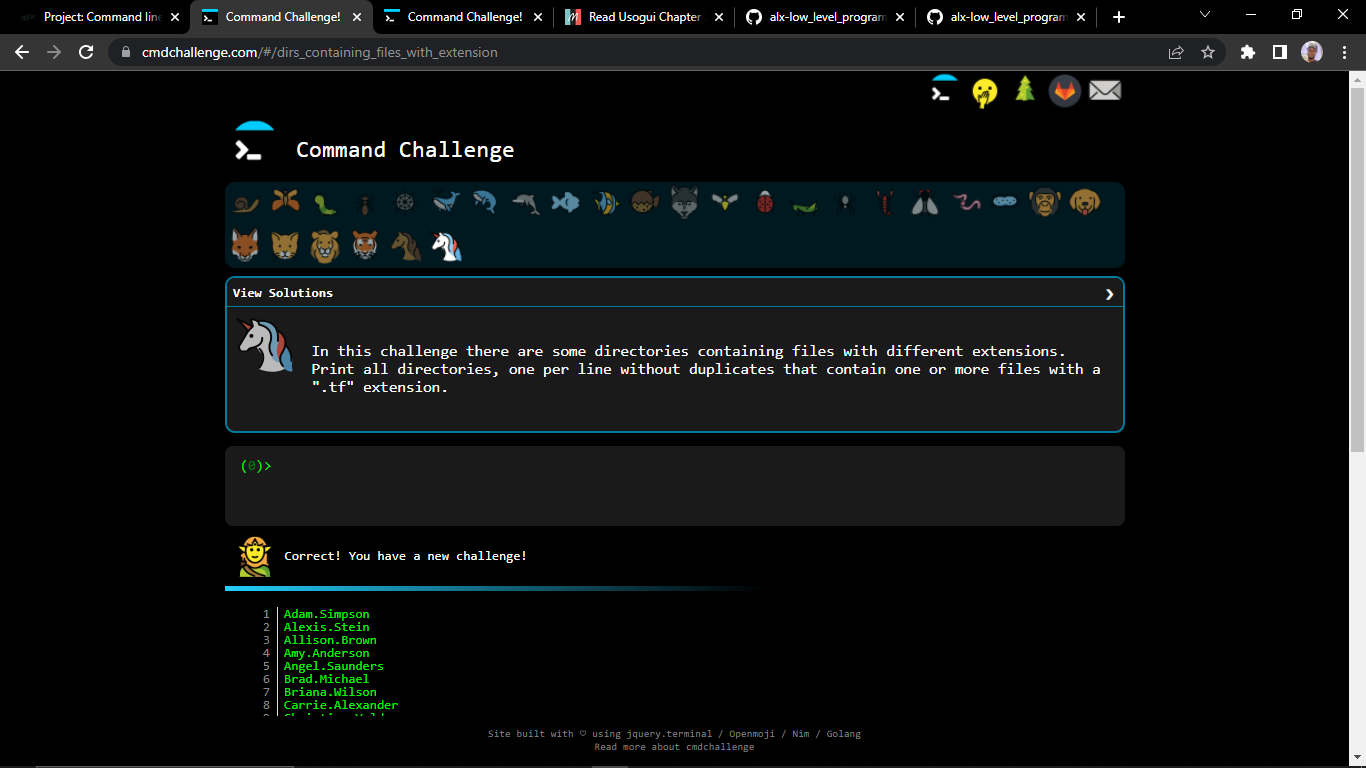 Project: Command line
Command Challenge!
Command Challenge!
Read Usogui Chapter
alx-low_level_program
alx-low_level_program
cmdchallenge.com/#/dirs_containing_files_with_extension
Command Challenge
View Solutions
In this challenge there are some directories containing files with different extensions.
Print all directories, one per line without duplicates that contain one or more files with a
".tf" extension.
(0)>
Correct! You have a new challenge!
1 Adam.Simpson
2 Alexis.Stein
3 Allison.Brown
4 Amy.Anderson
5 Angel.Saunders
6 Brad.Michael
7 Briana.Wilson
8 Carrie.Alexander
Site built with ♡ using jquery.terminal / Openmoji / Nim / Golang
Read more about cmdchallenge